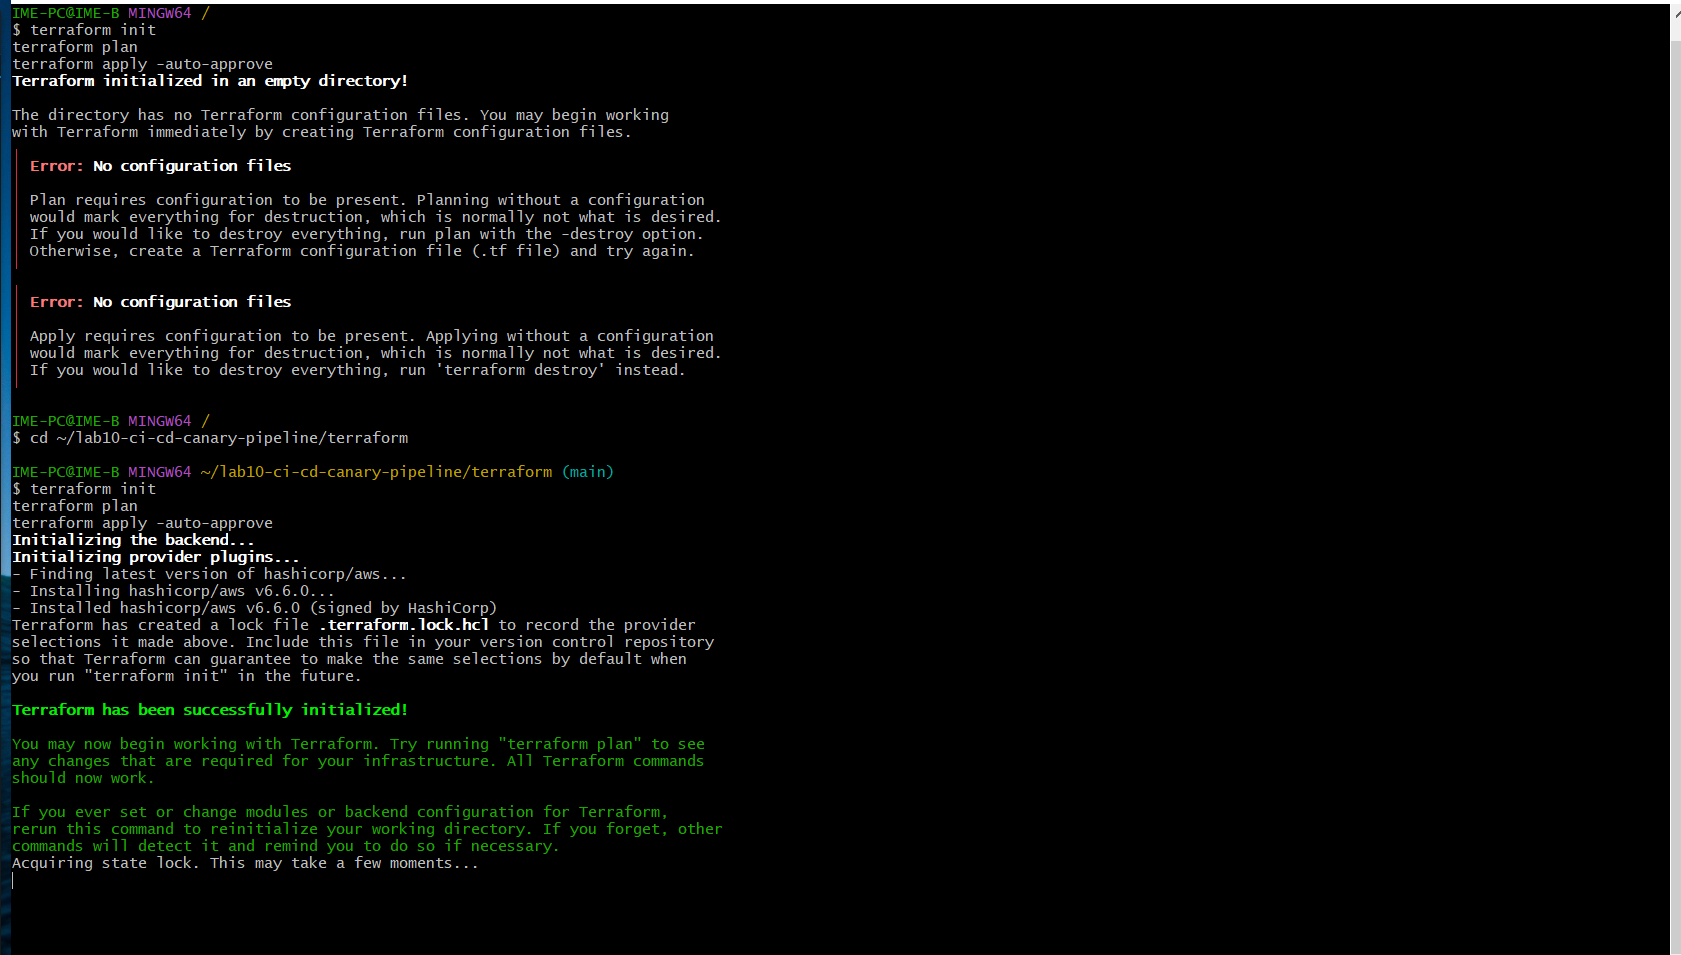 IME-PC@IME-B MINGW64 /
$ terraform init
terraform plan
terraform apply -auto-approve
Terraform initialized in an empty directory!
The directory has no Terraform configuration files. You may begin working
with Terraform immediately by creating Terraform configuration files.
Error: No configuration files
Plan requires configuration to be present. Planning without a configuration
would mark everything for destruction, which is normally not what is desired.
If you would like to destroy everything, run plan with the -destroy option.
Otherwise, create a Terraform configuration file (.tf file) and try again.
Error: No configuration files
Apply requires configuration to be present. Applying without a configuration
would mark everything for destruction, which is normally not what is desired.
If you would like to destroy everything, run 'terraform destroy' instead.
IME-PC@IME-B MINGW64 /
$ cd ~/lab10-ci-cd-canary-pipeline/terraform
IME-PC@IME-B MINGW64 ~/lab10-ci-cd-canary-pipeline/terraform (main)
$ terraform init
terraform plan
terraform apply -auto-approve
Initializing the backend...
Initializing provider plugins...
- Finding latest version of hashicorp/aws...
- Installing hashicorp/aws v6.6.0...
- Installed hashicorp/aws v6.6.0 (signed by HashiCorp)
Terraform has created a lock file .terraform.lock.hcl to record the provider
selections it made above. Include this file in your version control repository
so that Terraform can guarantee to make the same selections by default when
you run "terraform init" in the future.
Terraform has been successfully initialized!
You may now begin working with Terraform. Try running "terraform plan" to see
any changes that are required for your infrastructure. All Terraform commands
should now work.
If you ever set or change modules or backend configuration for Terraform,
rerun this command to reinitialize your working directory. If you forget, other
commands will detect it and remind you to do so if necessary.
Acquiring state lock. This may take a few moments...